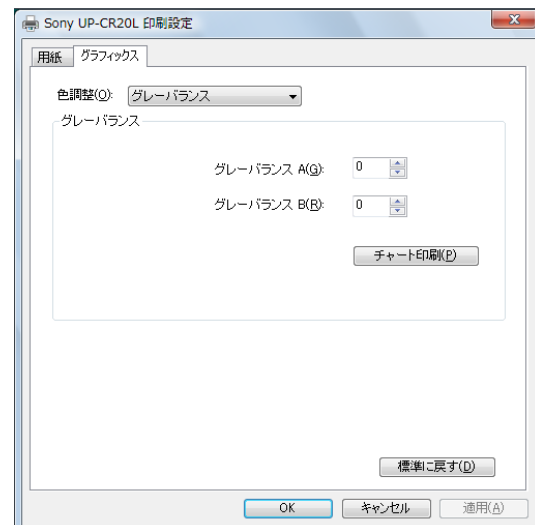 Sony UP-CR20L 印刷設定
用紙 グラフィックス
色調整(O): グレーバランス
グレーバランス
グレーバランス A(G): 0
グレーバランス B(R): 0
チャート印刷(P)
標準に戻す(D)
OK キャンセル 適用(A)